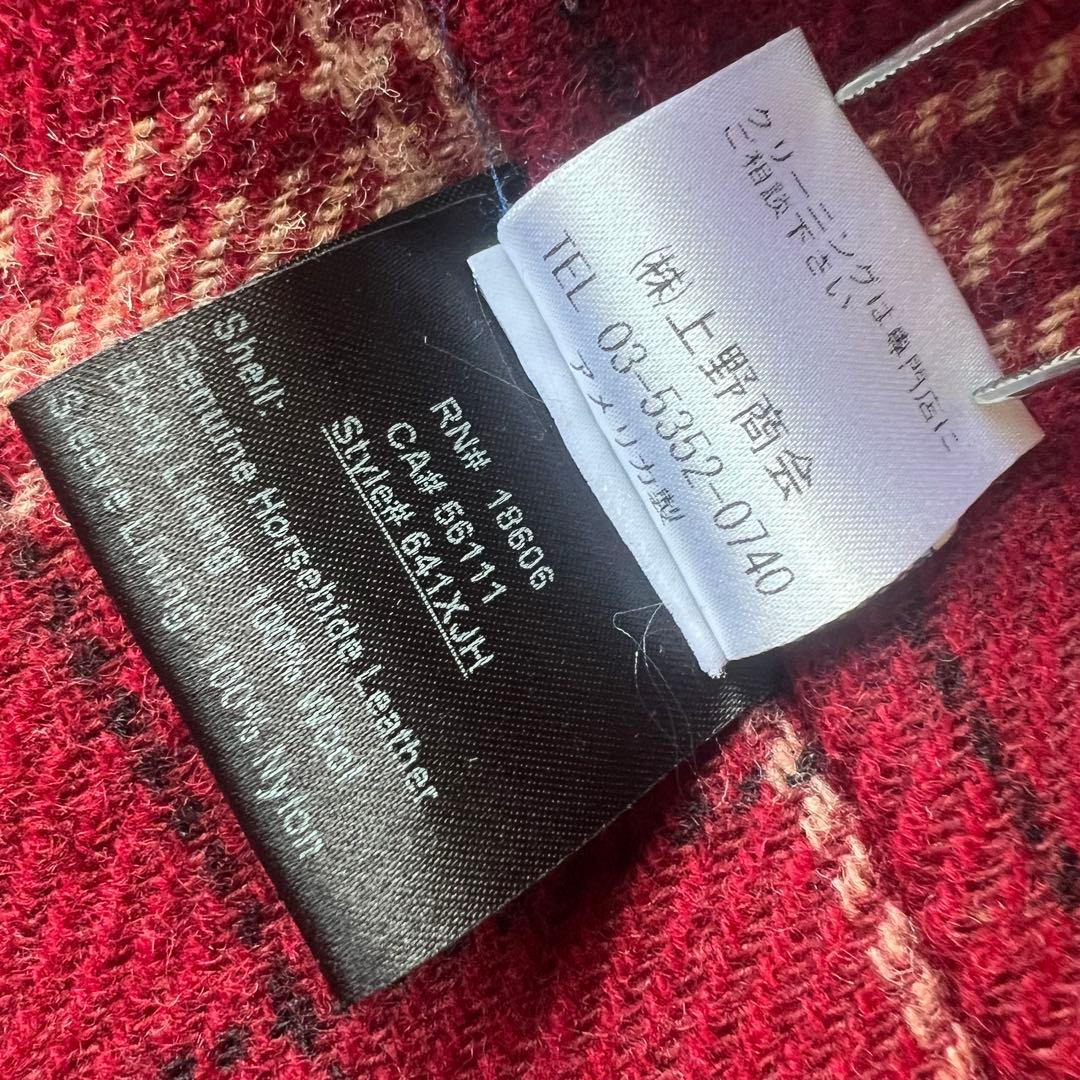 クリーニングは専門店に
ご相談下さい
㈱上野商会
TEL 03-5352-0740
アメリカ製
RN# 18606
CA# 56111
Style# 641XJH
Shell:
Genuine Horsehide Leather
Body Lining: 100% Wool
Sleeve Lining: 100% Nylon